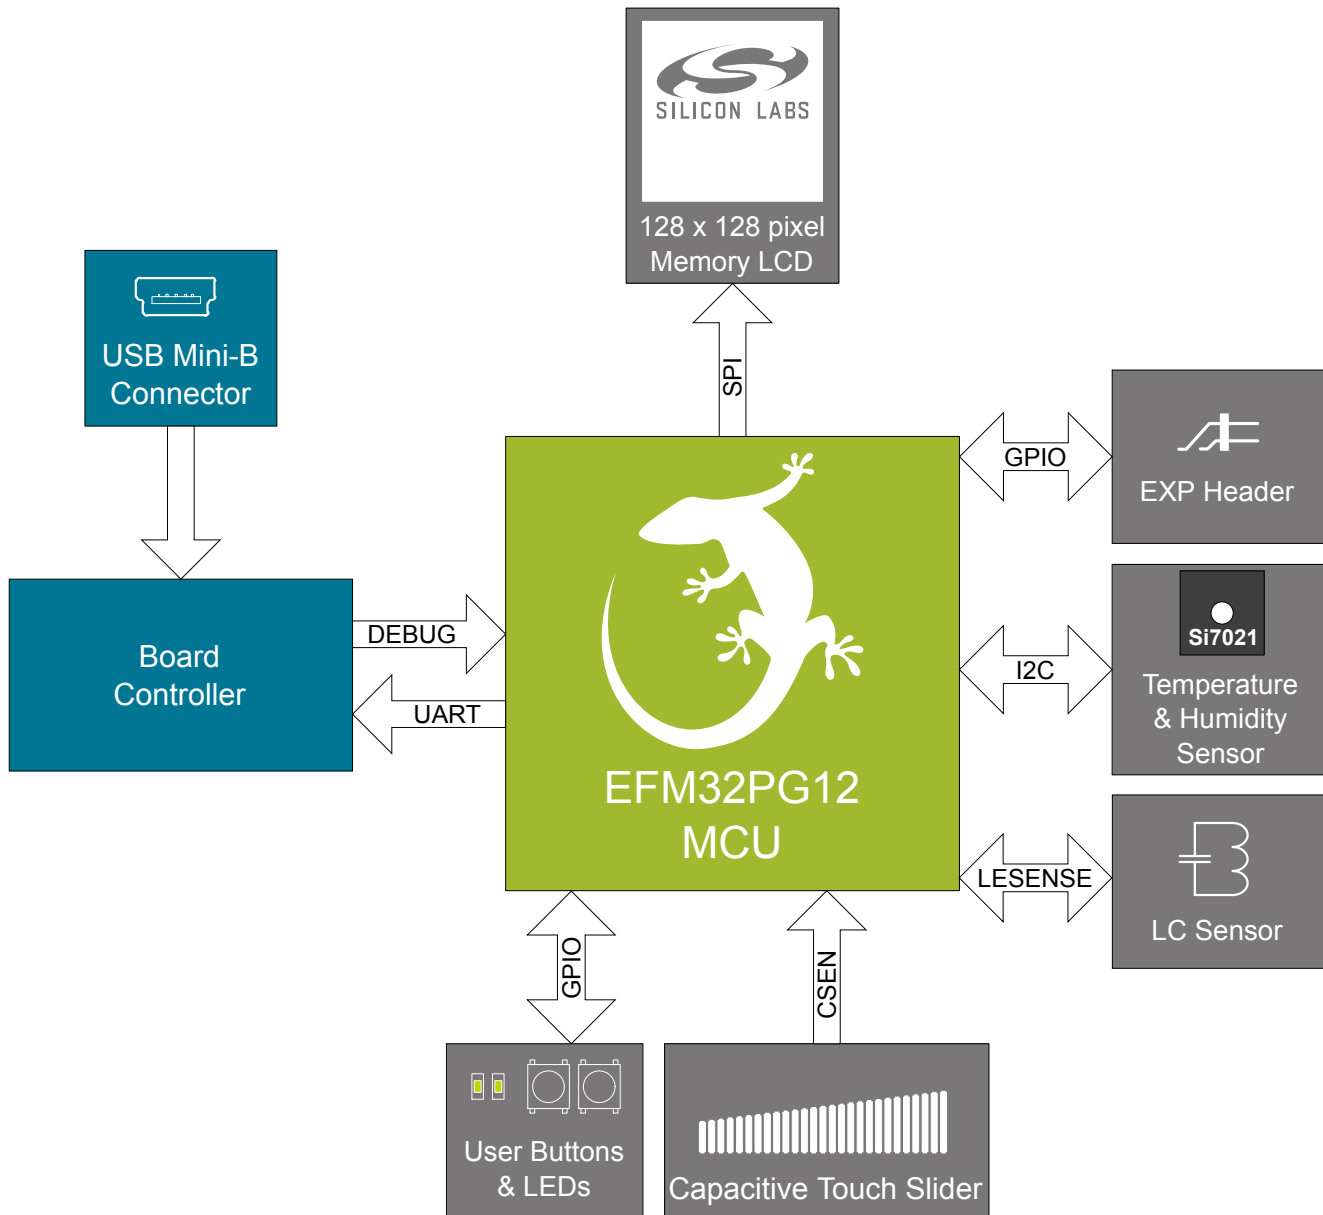 SILICON LABS
128 x 128 pixel
Memory LCD
USB Mini-B
Connector
SPI
GPIO
EXP Header
Board
Controller
DEBUG
UART
EFM32PG12
MCU
I2C
Si7021
Temperature
& Humidity
Sensor
LESENSE
LC Sensor
GPIO
CSEN
User Buttons
& LEDs
Capacitive Touch Slider